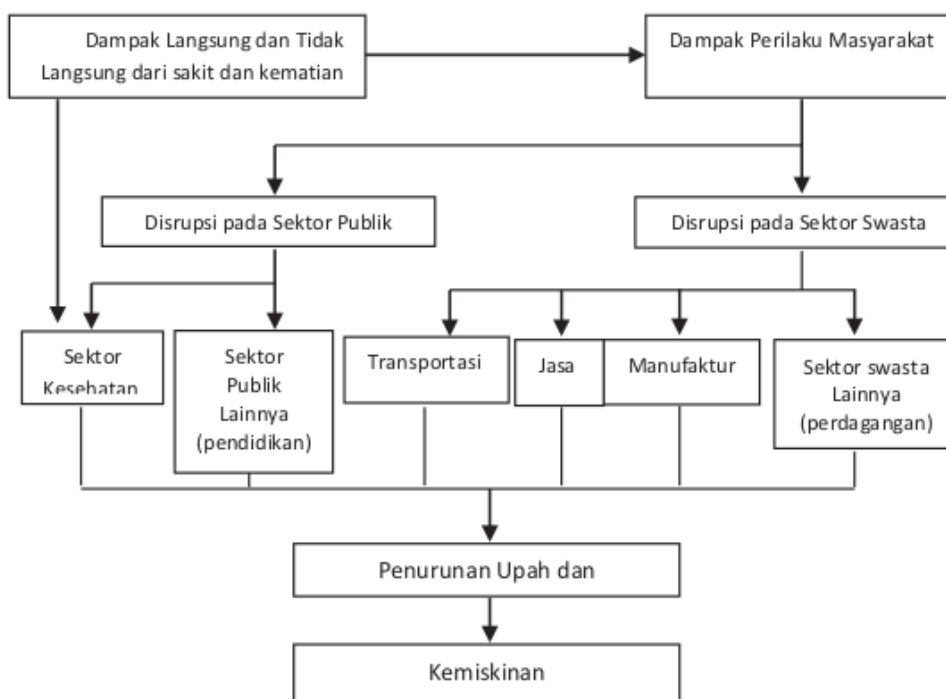 Dampak Langsung dan Tidak
Langsung dari sakit dan kematian
Dampak Perilaku Masyarakat
Disrupsi pada Sektor Publik
Disrupsi pada Sektor Swasta
Sektor
Kesehatan
Sektor
Publik
Lainnya
(pendidikan)
Transportasi
Jasa
Manufaktur
Sektor swasta
Lainnya
(perdagangan)
Penurunan Upah dan
Kemiskinan